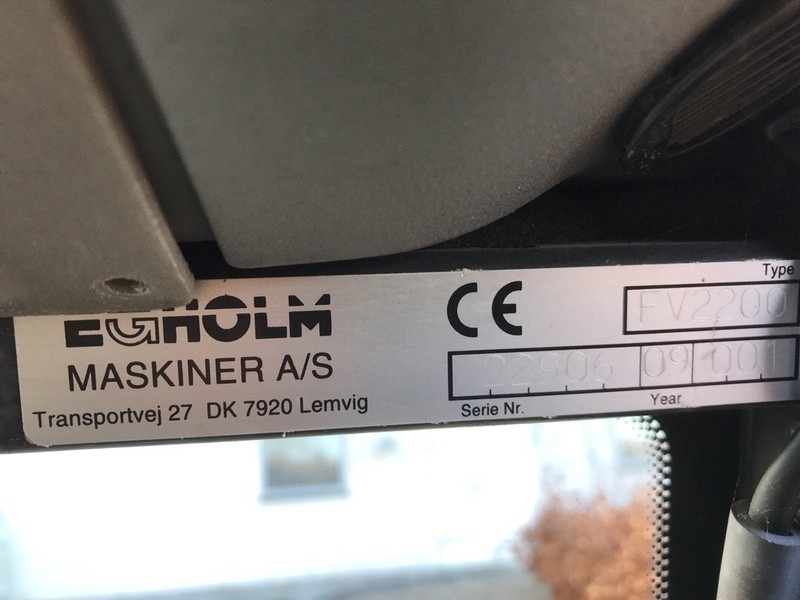 EGHOLM
MASKINER A/S
Transportvej 27 DK 7920 Lemvig
CE
Type
FV2200
22906 09 001
Serie Nr.
Year